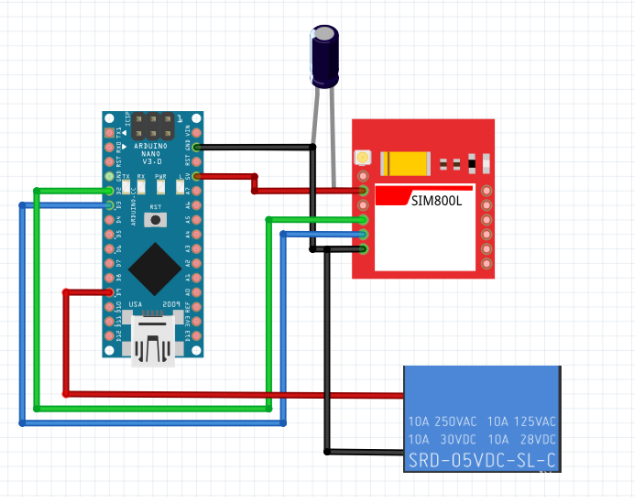 ICSP
1
TX1
RX0
RST
GND
D2
D3
D4
D5
D6
D7
D8
D9
D10
D11
D12
ARDUINO
NANO
V3.0
TX RX PWR L
ARDUINO.CC
RST
USA 2009
VIN
GND
RST
5V
A7
A6
A5
A4
A3
A2
A1
A0
REF
3V3
D13
SIM800L
10A 250VAC 10A 125VAC
10A 30VDC 10A 28VDC
SRD-05VDC-SL-C